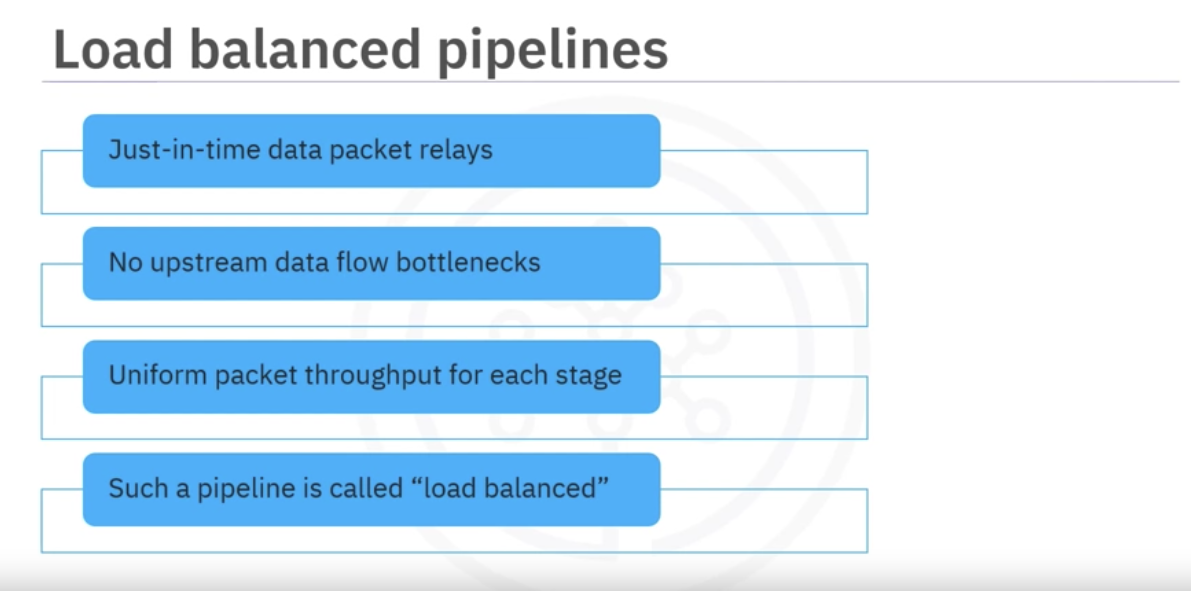 Load balanced pipelines
Just-in-time data packet relays
No upstream data flow bottlenecks
Uniform packet throughput for each stage
Such a pipeline is called “load balanced”